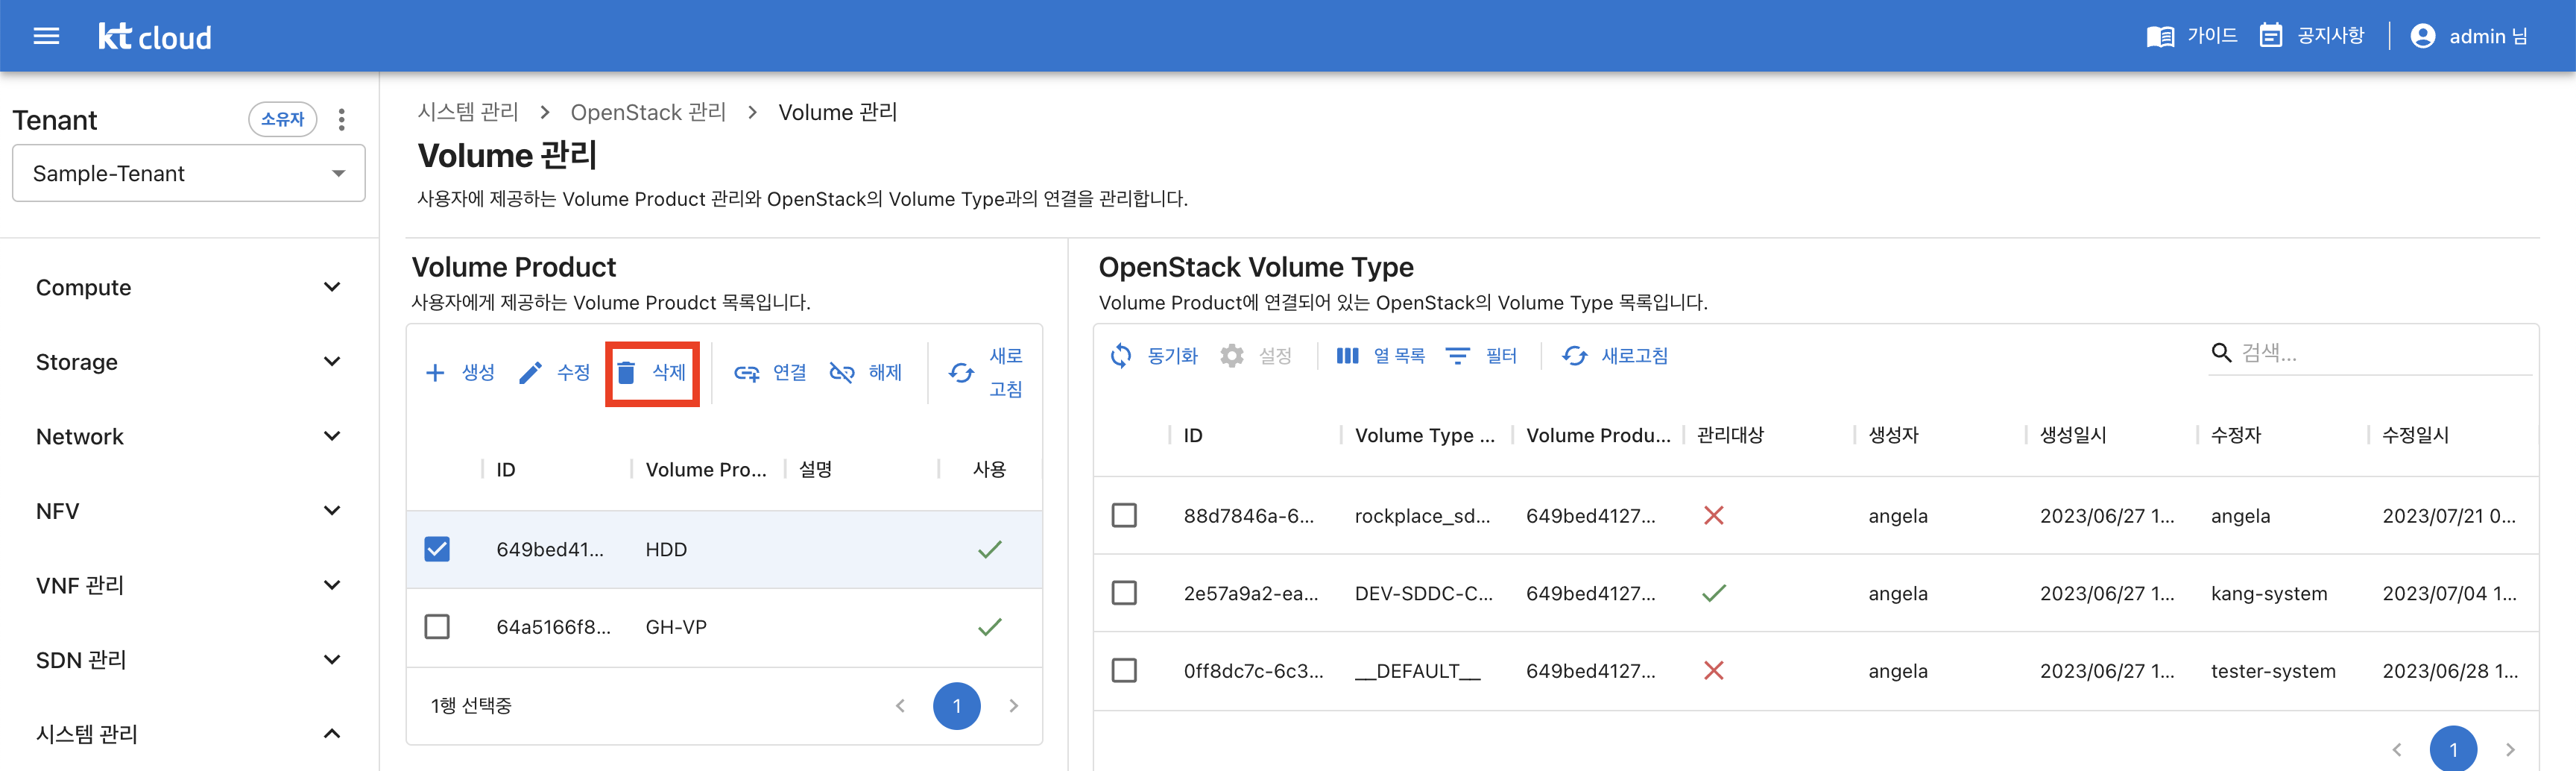 kt cloud
가이드
공지사항
admin 님
Tenant
소유자
Sample-Tenant
Compute
Storage
Network
NFV
VNF 관리
SDN 관리
시스템 관리
시스템 관리 > OpenStack 관리 > Volume 관리
Volume 관리
사용자에 제공하는 Volume Product 관리와 OpenStack의 Volume Type과의 연결을 관리합니다.
Volume Product
사용자에게 제공하는 Volume Proudct 목록입니다.
생성 수정 삭제 연결 해제 새로
고침
ID Volume Pro... 설명 사용
649bed41... HDD
64a5166f8... GH-VP
1행 선택중
1
OpenStack Volume Type
Volume Product에 연결되어 있는 OpenStack의 Volume Type 목록입니다.
동기화 설정 열 목록 필터 새로고침 검색...
ID Volume Type ... Volume Produ... 관리대상 생성자 생성일시 수정자 수정일시
88d7846a-6... rockplace_sd... 649bed4127... angela 2023/06/27 1... angela 2023/07/21 0...
2e57a9a2-ea... DEV-SDDC-C... 649bed4127... angela 2023/06/27 1... kang-system 2023/07/04 1...
0ff8dc7c-6c3... __DEFAULT__ 649bed4127... angela 2023/06/27 1... tester-system 2023/06/28 1...
1